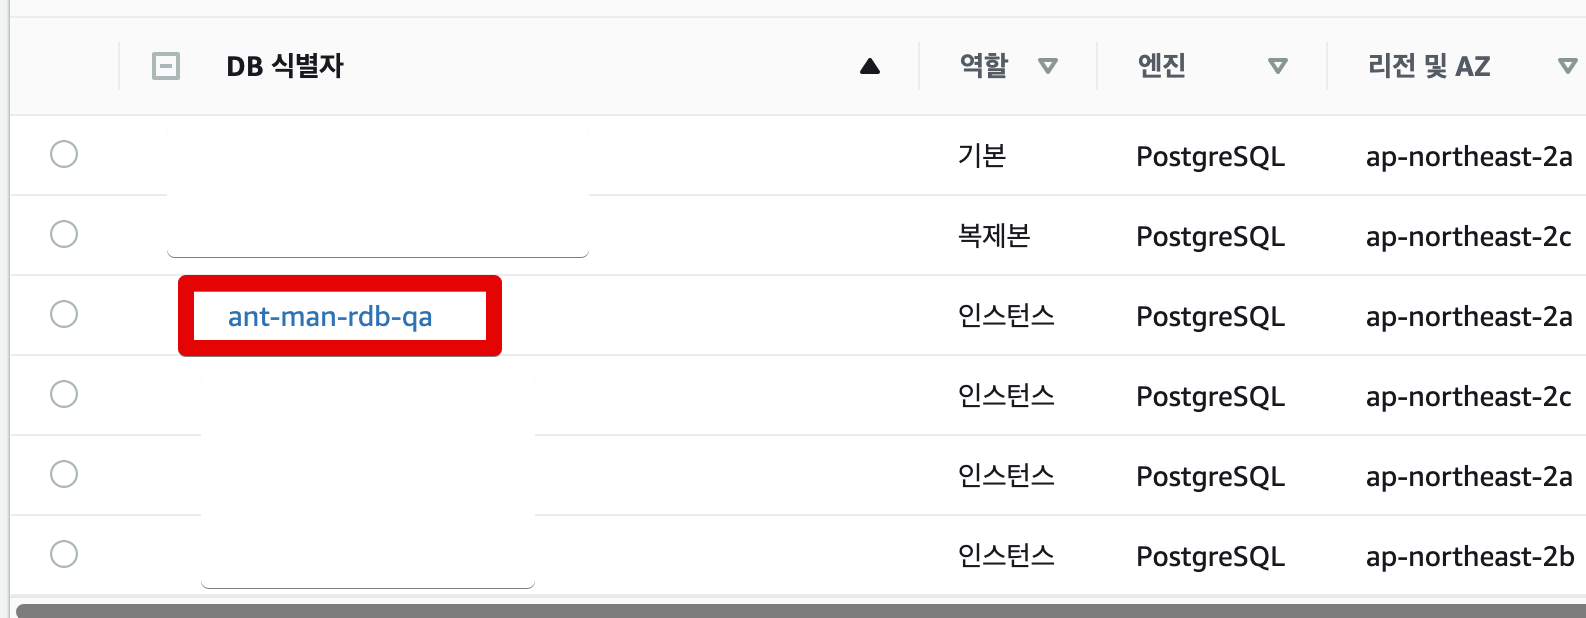 DB 식별자 역할 엔진 리전 및 AZ
기본 PostgreSQL ap-northeast-2a
복제본 PostgreSQL ap-northeast-2c
ant-man-rdb-qa 인스턴스 PostgreSQL ap-northeast-2a
인스턴스 PostgreSQL ap-northeast-2c
인스턴스 PostgreSQL ap-northeast-2a
인스턴스 PostgreSQL ap-northeast-2b